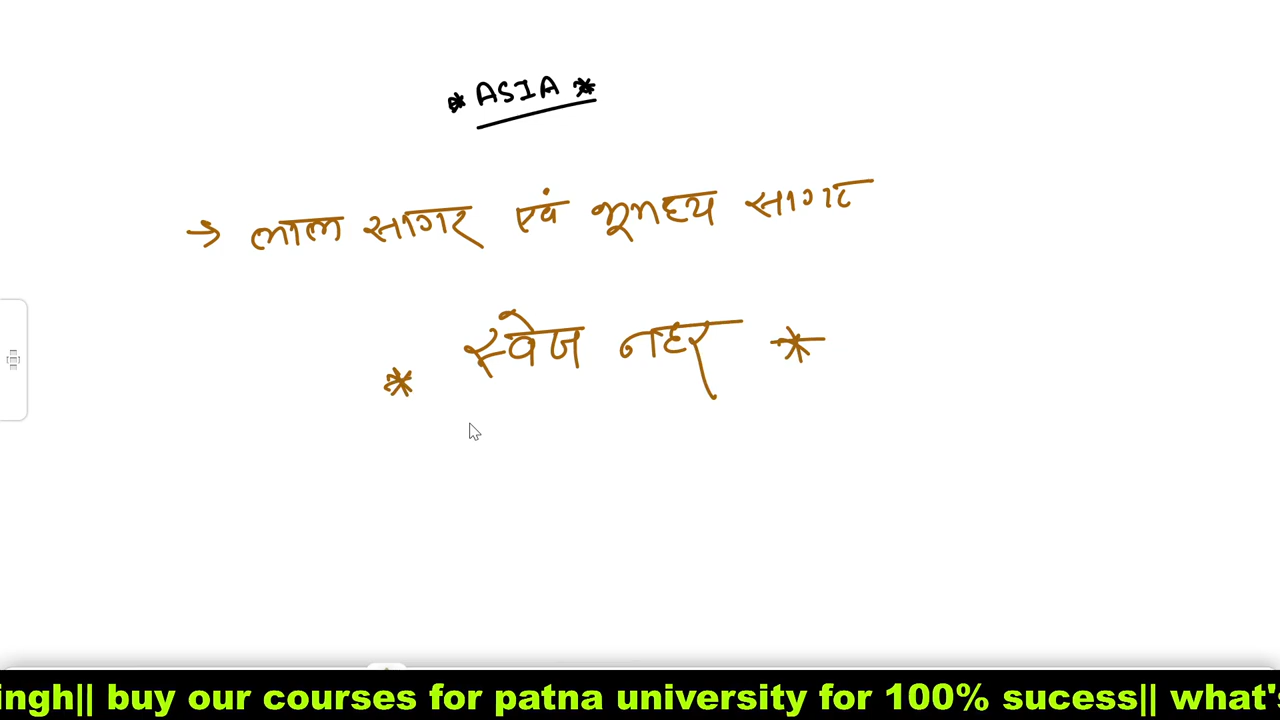 * ASIA *
→ लाल सागर एवं भूमध्य सागर
* स्वेज नहर *
ingh|| buy our courses for patna university for 100% sucess|| what's